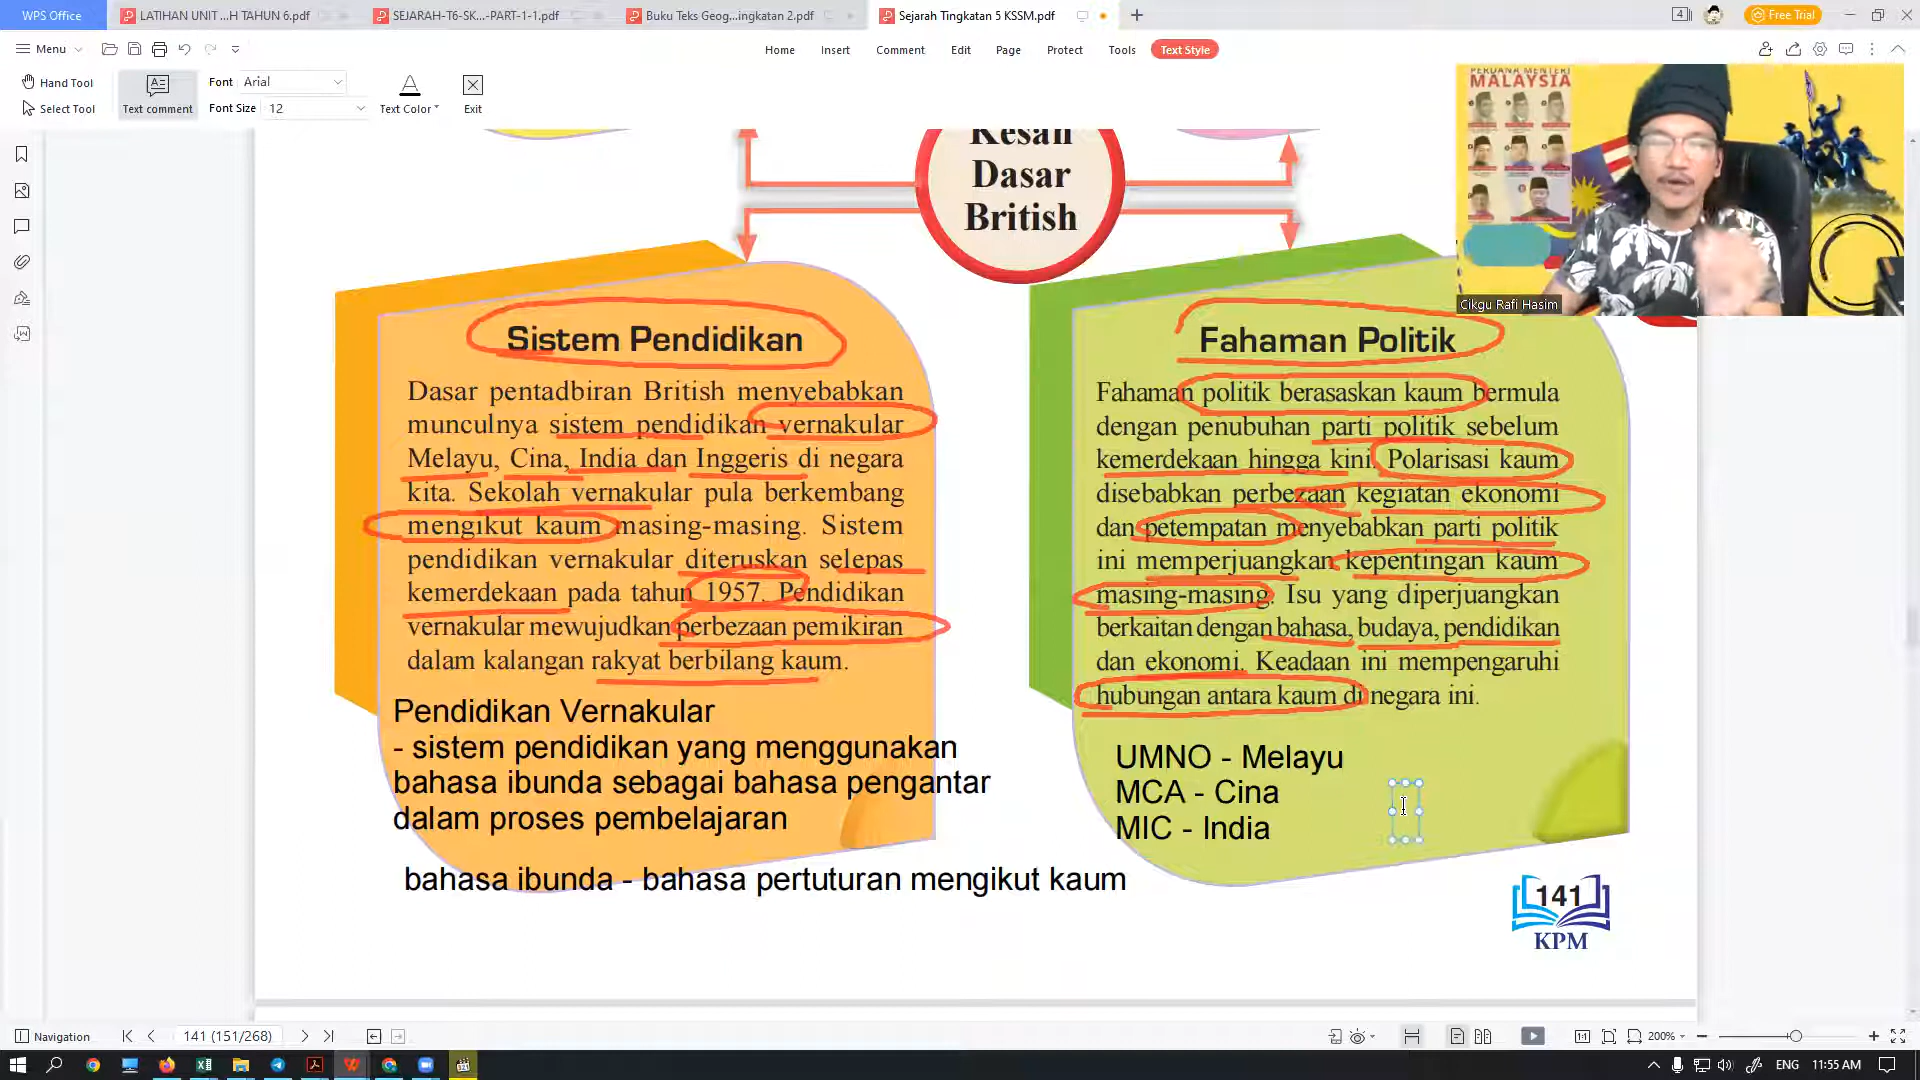 WPS Office
LATIHAN UNIT ...H TAHUN 6.pdf
SEJARAH-T6-SK...-PART-1-1.pdf
Buku Teks Geog...ingkatan 2.pdf
Sejarah Tingkatan 5 KSSM.pdf
Free Trial
Menu
Home Insert Comment Edit Page Protect Tools Text Style
Hand Tool
Select Tool
Text comment
Font Arial
Font Size 12
Text Color
Exit
PERDANA MENTERI
MALAYSIA
Cikgu Rafi Hasim
Kesan
Dasar
British
Sistem Pendidikan
Dasar pentadbiran British menyebabkan
munculnya sistem pendidikan vernakular
Melayu, Cina, India dan Inggeris di negara
kita. Sekolah vernakular pula berkembang
mengikut kaum masing-masing. Sistem
pendidikan vernakular diteruskan selepas
kemerdekaan pada tahun 1957. Pendidikan
vernakular mewujudkan perbezaan pemikiran
dalam kalangan rakyat berbilang kaum.
Pendidikan Vernakular
- sistem pendidikan yang menggunakan
bahasa ibunda sebagai bahasa pengantar
dalam proses pembelajaran
bahasa ibunda - bahasa pertuturan mengikut kaum
Fahaman Politik
Fahaman politik berasaskan kaum bermula
dengan penubuhan parti politik sebelum
kemerdekaan hingga kini. Polarisasi kaum
disebabkan perbezaan kegiatan ekonomi
dan petempatan menyebabkan parti politik
ini memperjuangkan kepentingan kaum
masing-masing. Isu yang diperjuangkan
berkaitan dengan bahasa, budaya, pendidikan
dan ekonomi. Keadaan ini mempengaruhi
hubungan antara kaum di negara ini.
UMNO - Melayu
MCA - Cina
MIC - India
141
KPM
Navigation
141 (151/268)
200%
ENG
11:55 AM